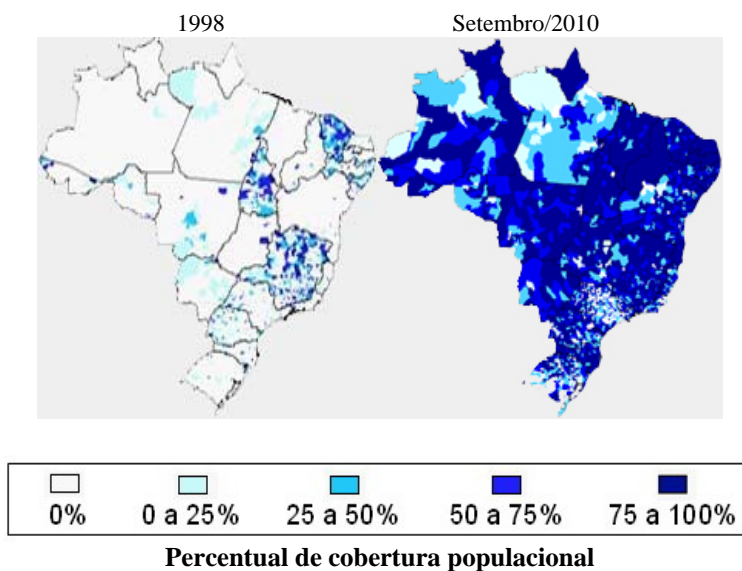 1998 Setembro/2010
0% 0 a 25% 25 a 50% 50 a 75% 75 a 100%
Percentual de cobertura populacional